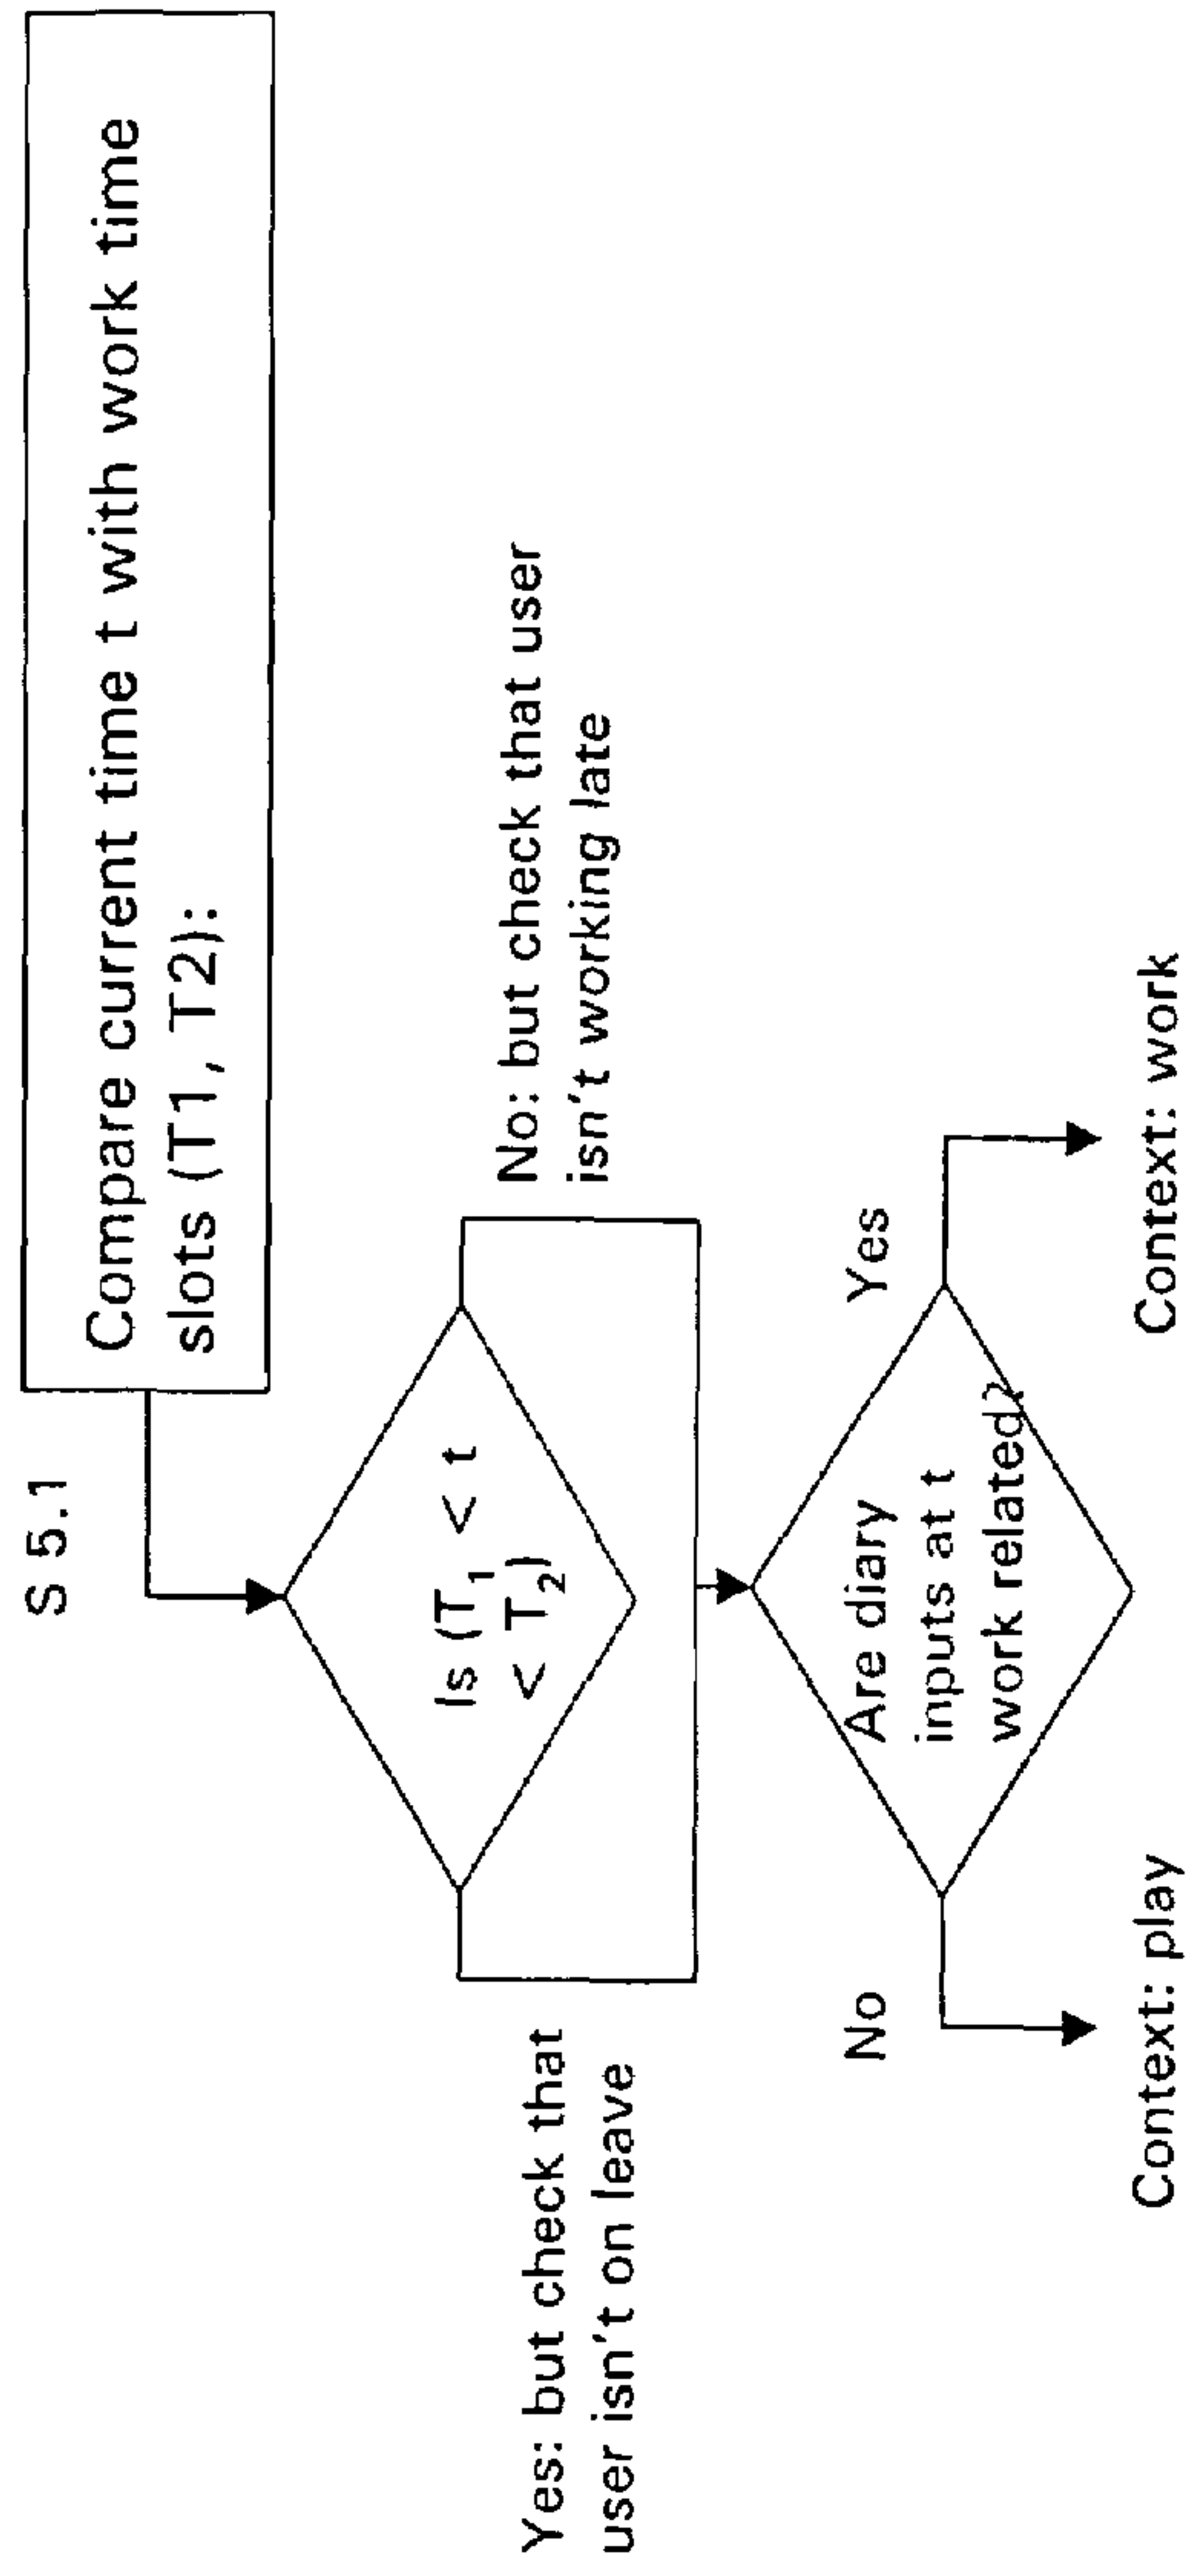 S 5.1
Compare current time t with work time
slots (T1, T2):
Is (T₁ < t
< T₂)
Yes: but check that
user isn't on leave
No: but check that user
isn't working late
Are diary
inputs at t
work related?
No
Yes
Context: play
Context: work